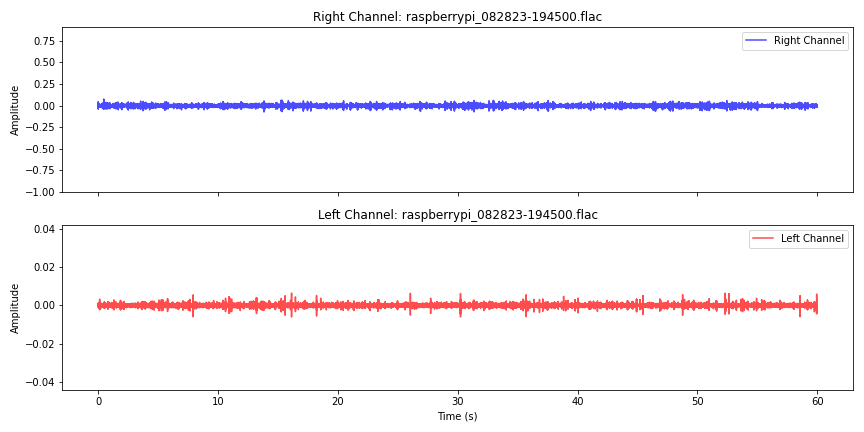 Right Channel: raspberrypi_082823-194500.flac
Right Channel
Amplitude
0.75
0.50
0.25
0.00
−0.25
−0.50
−0.75
−1.00
Left Channel: raspberrypi_082823-194500.flac
Left Channel
Amplitude
0.04
0.02
0.00
−0.02
−0.04
0 10 20 30 40 50 60
Time (s)